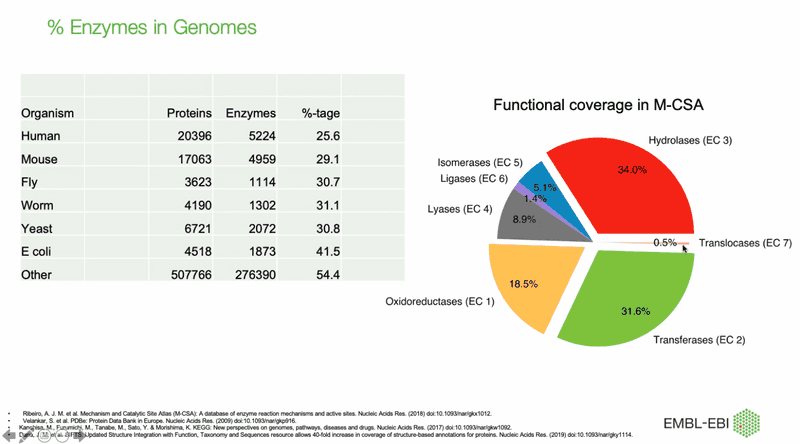 % Enzymes in Genomes
Organism Proteins Enzymes %-tage
Human 20396 5224 25.6
Mouse 17063 4959 29.1
Fly 3623 1114 30.7
Worm 4190 1302 31.1
Yeast 6721 2072 30.8
E coli 4518 1873 41.5
Other 507766 276390 54.4
Functional coverage in M-CSA
Hydrolases (EC 3)
34.0%
Isomerases (EC 5)
5.1%
Ligases (EC 6)
1.4%
Lyases (EC 4)
8.9%
0.5%
Translocases (EC 7)
18.5%
Oxidoreductases (EC 1)
31.6%
Transferases (EC 2)
• Ribeiro, A. J. M. et al. Mechanism and Catalytic Site Atlas (M-CSA): A database of enzyme reaction mechanisms and active sites. Nucleic Acids Res. (2018) doi:10.1093/nar/gkx1012.
• Velankar, S. et al. PDBe: Protein Data Bank in Europe. Nucleic Acids Res. (2009) doi:10.1093/nar/gkp916.
• Kanehisa, M., Furumichi, M., Tanabe, M., Sato, Y. & Morishima, K. KEGG: New perspectives on genomes, pathways, diseases and drugs. Nucleic Acids Res. (2017) doi:10.1093/nar/gkw1092.
• J. M. et al. Updated Structure Integration with Function, Taxonomy and Sequences resource allows 40-fold increase in coverage of structure-based annotations for proteins. Nucleic Acids Res. (2019) doi:10.1093/nar/gky1114.
EMBL-EBI